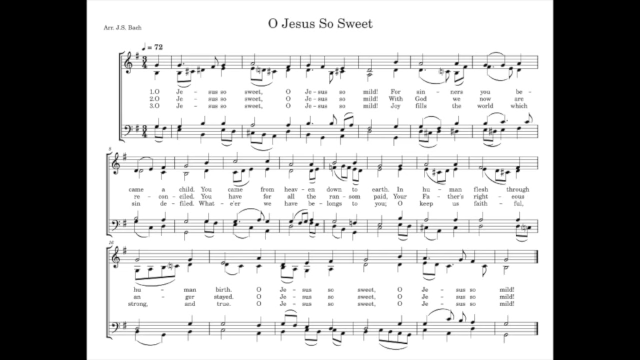 O Jesus So Sweet
Arr. J.S. Bach
♩ = 72
1.O Je - sus so sweet, O Je - sus so mild! For sin - ners you be-
2.O Je - sus so sweet, O Je - sus so mild! With God we now are
3.O Je - sus so sweet, O Je - sus so mild! Joy fills the world which
came a child. You came from heav - en down to earth. In hu - man flesh through
re - con - ciled. You have for all the ran - som paid, Your Fa - ther's right - eous
sin de - filed. What - e'er we have be - longs to you; O keep us faith - ful,
hu - man birth. O Je - sus so sweet, O Je - sus so mild!
an - ger stayed. O Je - sus so sweet, O Je - sus so mild!
strong, and true. O Je - sus so sweet, O Je - sus so mild!